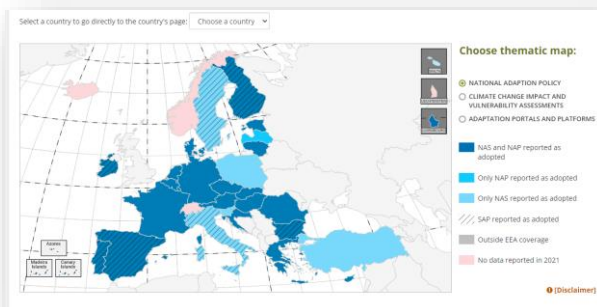 Select a country to go directly to the country's page: Choose a country
Choose thematic map:
NATIONAL ADAPTION POLICY
CLIMATE CHANGE IMPACT AND
VULNERABILITY ASSESSMENTS
ADAPTATION PORTALS AND PLATFORMS
NAS and NAP reported as
adopted
Only NAP reported as adopted
Only NAS reported as adopted
SAP reported as adopted
Outside EEA coverage
No data reported in 2021
Azores
Madeira
Islands
Canary
Islands
[Disclaimer]